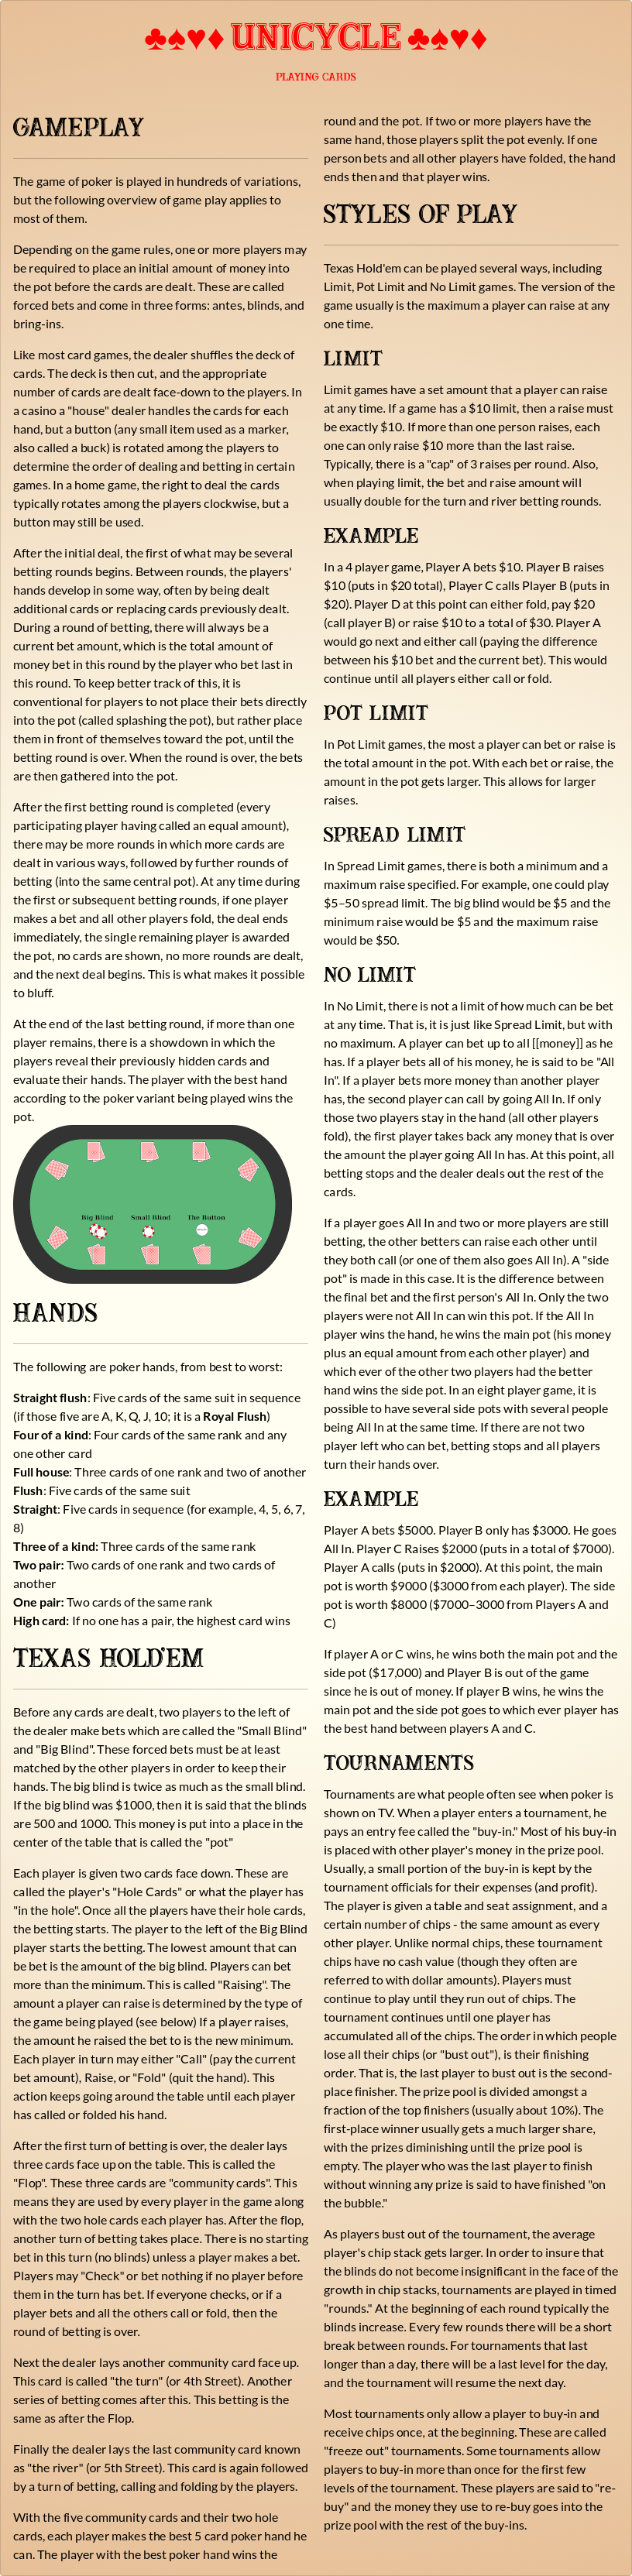 ♣♠♥♦ UNICYCLE ♣♠♥♦
PLAYING CARDS
GAMEPLAY
The game of poker is played in hundreds of variations,
but the following overview of game play applies to
most of them.
Depending on the game rules, one or more players may
be required to place an initial amount of money into
the pot before the cards are dealt. These are called
forced bets and come in three forms: antes, blinds, and
bring-ins.
Like most card games, the dealer shuffles the deck of
cards. The deck is then cut, and the appropriate
number of cards are dealt face-down to the players. In
a casino a "house" dealer handles the cards for each
hand, but a button (any small item used as a marker,
also called a buck) is rotated among the players to
determine the order of dealing and betting in certain
games. In a home game, the right to deal the cards
typically rotates among the players clockwise, but a
button may still be used.
After the initial deal, the first of what may be several
betting rounds begins. Between rounds, the players'
hands develop in some way, often by being dealt
additional cards or replacing cards previously dealt.
During a round of betting, there will always be a
current bet amount, which is the total amount of
money bet in this round by the player who bet last in
this round. To keep better track of this, it is
conventional for players to not place their bets directly
into the pot (called splashing the pot), but rather place
them in front of themselves toward the pot, until the
betting round is over. When the round is over, the bets
are then gathered into the pot.
After the first betting round is completed (every
participating player having called an equal amount),
there may be more rounds in which more cards are
dealt in various ways, followed by further rounds of
betting (into the same central pot). At any time during
the first or subsequent betting rounds, if one player
makes a bet and all other players fold, the deal ends
immediately, the single remaining player is awarded
the pot, no cards are shown, no more rounds are dealt,
and the next deal begins. This is what makes it possible
to bluff.
At the end of the last betting round, if more than one
player remains, there is a showdown in which the
players reveal their previously hidden cards and
evaluate their hands. The player with the best hand
according to the poker variant being played wins the
pot.
Big Blind Small Blind The Button
HANDS
The following are poker hands, from best to worst:
Straight flush: Five cards of the same suit in sequence
(if those five are A, K, Q, J, 10; it is a Royal Flush)
Four of a kind: Four cards of the same rank and any
one other card
Full house: Three cards of one rank and two of another
Flush: Five cards of the same suit
Straight: Five cards in sequence (for example, 4, 5, 6, 7,
8)
Three of a kind: Three cards of the same rank
Two pair: Two cards of one rank and two cards of
another
One pair: Two cards of the same rank
High card: If no one has a pair, the highest card wins
TEXAS HOLD'EM
Before any cards are dealt, two players to the left of
the dealer make bets which are called the "Small Blind"
and "Big Blind". These forced bets must be at least
matched by the other players in order to keep their
hands. The big blind is twice as much as the small blind.
If the big blind was $1000, then it is said that the blinds
are 500 and 1000. This money is put into a place in the
center of the table that is called the "pot"
Each player is given two cards face down. These are
called the player's "Hole Cards" or what the player has
"in the hole". Once all the players have their hole cards,
the betting starts. The player to the left of the Big Blind
player starts the betting. The lowest amount that can
be bet is the amount of the big blind. Players can bet
more than the minimum. This is called "Raising". The
amount a player can raise is determined by the type of
the game being played (see below) If a player raises,
the amount he raised the bet to is the new minimum.
Each player in turn may either "Call" (pay the current
bet amount), Raise, or "Fold" (quit the hand). This
action keeps going around the table until each player
has called or folded his hand.
After the first turn of betting is over, the dealer lays
three cards face up on the table. This is called the
"Flop". These three cards are "community cards". This
means they are used by every player in the game along
with the two hole cards each player has. After the flop,
another turn of betting takes place. There is no starting
bet in this turn (no blinds) unless a player makes a bet.
Players may "Check" or bet nothing if no player before
them in the turn has bet. If everyone checks, or if a
player bets and all the others call or fold, then the
round of betting is over.
Next the dealer lays another community card face up.
This card is called "the turn" (or 4th Street). Another
series of betting comes after this. This betting is the
same as after the Flop.
Finally the dealer lays the last community card known
as "the river" (or 5th Street). This card is again followed
by a turn of betting, calling and folding by the players.
With the five community cards and their two hole
cards, each player makes the best 5 card poker hand he
can. The player with the best poker hand wins the
round and the pot. If two or more players have the
same hand, those players split the pot evenly. If one
person bets and all other players have folded, the hand
ends then and that player wins.
STYLES OF PLAY
Texas Hold'em can be played several ways, including
Limit, Pot Limit and No Limit games. The version of the
game usually is the maximum a player can raise at any
one time.
LIMIT
Limit games have a set amount that a player can raise
at any time. If a game has a $10 limit, then a raise must
be exactly $10. If more than one person raises, each
one can only raise $10 more than the last raise.
Typically, there is a "cap" of 3 raises per round. Also,
when playing limit, the bet and raise amount will
usually double for the turn and river betting rounds.
EXAMPLE
In a 4 player game, Player A bets $10. Player B raises
$10 (puts in $20 total), Player C calls Player B (puts in
$20). Player D at this point can either fold, pay $20
(call player B) or raise $10 to a total of $30. Player A
would go next and either call (paying the difference
between his $10 bet and the current bet). This would
continue until all players either call or fold.
POT LIMIT
In Pot Limit games, the most a player can bet or raise is
the total amount in the pot. With each bet or raise, the
amount in the pot gets larger. This allows for larger
raises.
SPREAD LIMIT
In Spread Limit games, there is both a minimum and a
maximum raise specified. For example, one could play
$5–50 spread limit. The big blind would be $5 and the
minimum raise would be $5 and the maximum raise
would be $50.
NO LIMIT
In No Limit, there is not a limit of how much can be bet
at any time. That is, it is just like Spread Limit, but with
no maximum. A player can bet up to all [[money]] as he
has. If a player bets all of his money, he is said to be "All
In". If a player bets more money than another player
has, the second player can call by going All In. If only
those two players stay in the hand (all other players
fold), the first player takes back any money that is over
the amount the player going All In has. At this point, all
betting stops and the dealer deals out the rest of the
cards.
If a player goes All In and two or more players are still
betting, the other betters can raise each other until
they both call (or one of them also goes All In). A "side
pot" is made in this case. It is the difference between
the final bet and the first person's All In. Only the two
players were not All In can win this pot. If the All In
player wins the hand, he wins the main pot (his money
plus an equal amount from each other player) and
which ever of the other two players had the better
hand wins the side pot. In an eight player game, it is
possible to have several side pots with several people
being All In at the same time. If there are not two
player left who can bet, betting stops and all players
turn their hands over.
EXAMPLE
Player A bets $5000. Player B only has $3000. He goes
All In. Player C Raises $2000 (puts in a total of $7000).
Player A calls (puts in $2000). At this point, the main
pot is worth $9000 ($3000 from each player). The side
pot is worth $8000 ($7000–3000 from Players A and
C)
If player A or C wins, he wins both the main pot and the
side pot ($17,000) and Player B is out of the game
since he is out of money. If player B wins, he wins the
main pot and the side pot goes to which ever player has
the best hand between players A and C.
TOURNAMENTS
Tournaments are what people often see when poker is
shown on TV. When a player enters a tournament, he
pays an entry fee called the "buy-in." Most of his buy-in
is placed with other player's money in the prize pool.
Usually, a small portion of the buy-in is kept by the
tournament officials for their expenses (and profit).
The player is given a table and seat assignment, and a
certain number of chips - the same amount as every
other player. Unlike normal chips, these tournament
chips have no cash value (though they often are
referred to with dollar amounts). Players must
continue to play until they run out of chips. The
tournament continues until one player has
accumulated all of the chips. The order in which people
lose all their chips (or "bust out"), is their finishing
order. That is, the last player to bust out is the second-
place finisher. The prize pool is divided amongst a
fraction of the top finishers (usually about 10%). The
first-place winner usually gets a much larger share,
with the prizes diminishing until the prize pool is
empty. The player who was the last player to finish
without winning any prize is said to have finished "on
the bubble."
As players bust out of the tournament, the average
player's chip stack gets larger. In order to insure that
the blinds do not become insignificant in the face of the
growth in chip stacks, tournaments are played in timed
"rounds." At the beginning of each round typically the
blinds increase. Every few rounds there will be a short
break between rounds. For tournaments that last
longer than a day, there will be a last level for the day,
and the tournament will resume the next day.
Most tournaments only allow a player to buy-in and
receive chips once, at the beginning. These are called
"freeze out" tournaments. Some tournaments allow
players to buy-in more than once for the first few
levels of the tournament. These players are said to "re-
buy" and the money they use to re-buy goes into the
prize pool with the rest of the buy-ins.